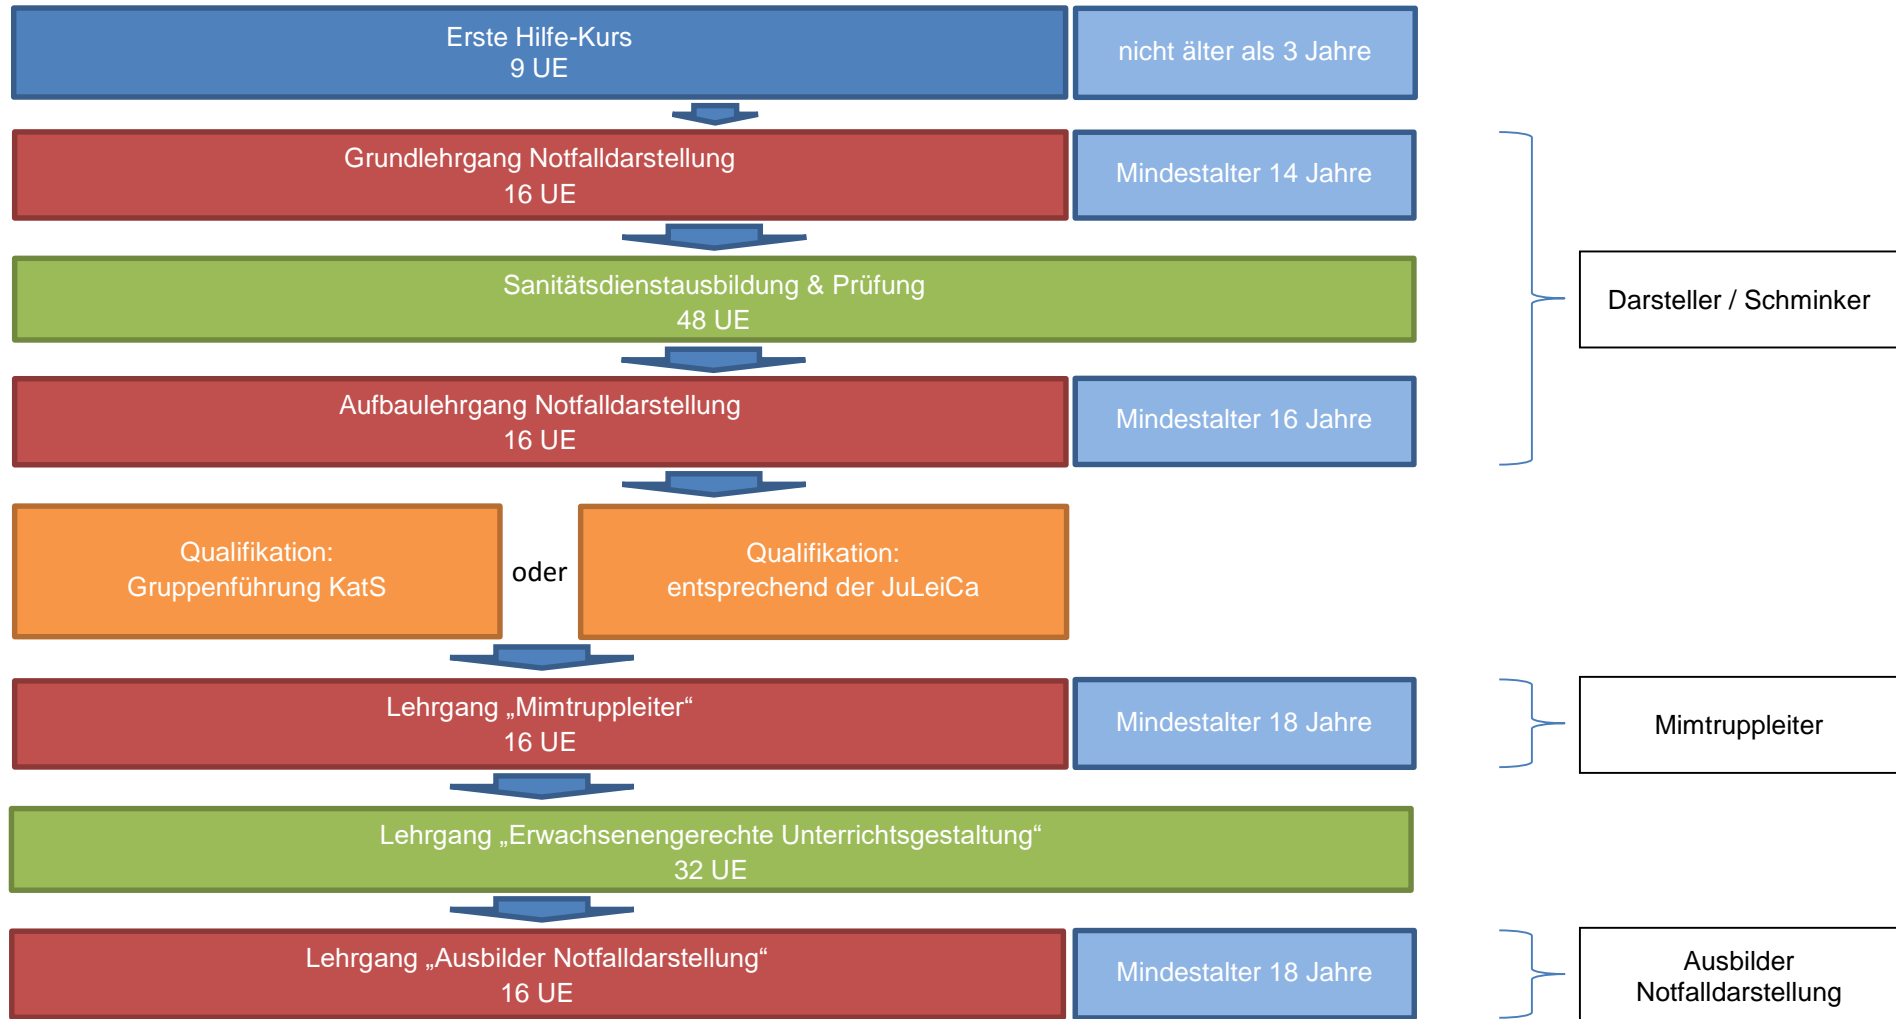 Erste Hilfe-Kurs
9 UE
nicht älter als 3 Jahre
Grundlehrgang Notfalldarstellung
16 UE
Mindestalter 14 Jahre
Sanitätsdienstausbildung & Prüfung
48 UE
Darsteller / Schminker
Aufbaulehrgang Notfalldarstellung
16 UE
Mindestalter 16 Jahre
Qualifikation:
Gruppenführung KatS
oder
Qualifikation:
entsprechend der JuLeiCa
Lehrgang „Mimtruppleiter“
16 UE
Mindestalter 18 Jahre
Mimtruppleiter
Lehrgang „Erwachsenengerechte Unterrichtsgestaltung“
32 UE
Lehrgang „Ausbilder Notfalldarstellung“
16 UE
Mindestalter 18 Jahre
Ausbilder
Notfalldarstellung